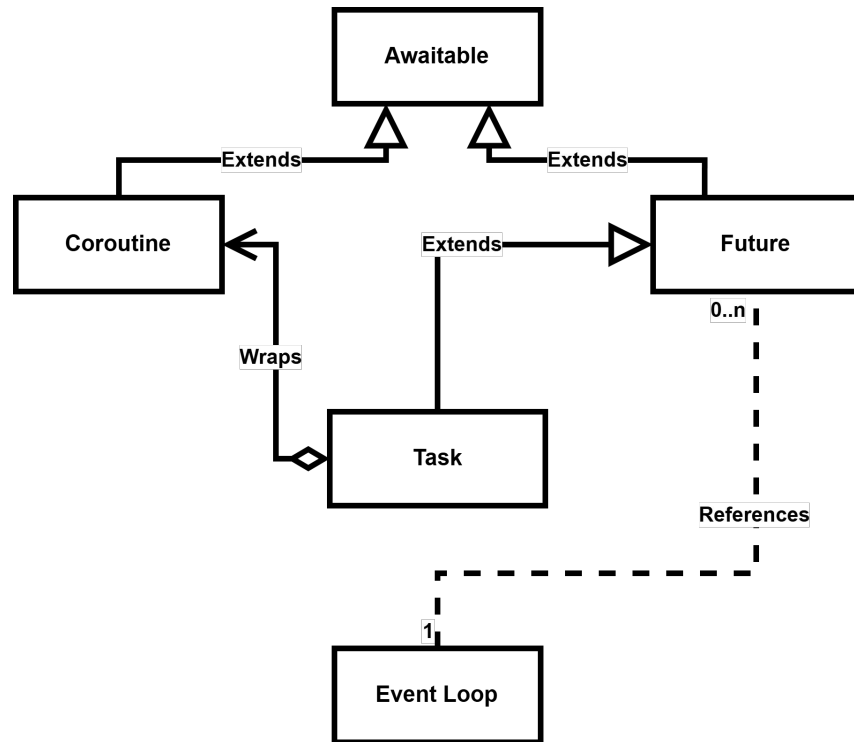 Awaitable
Extends
Extends
Coroutine
Extends
Future
0..n
Wraps
Task
References
1
Event Loop